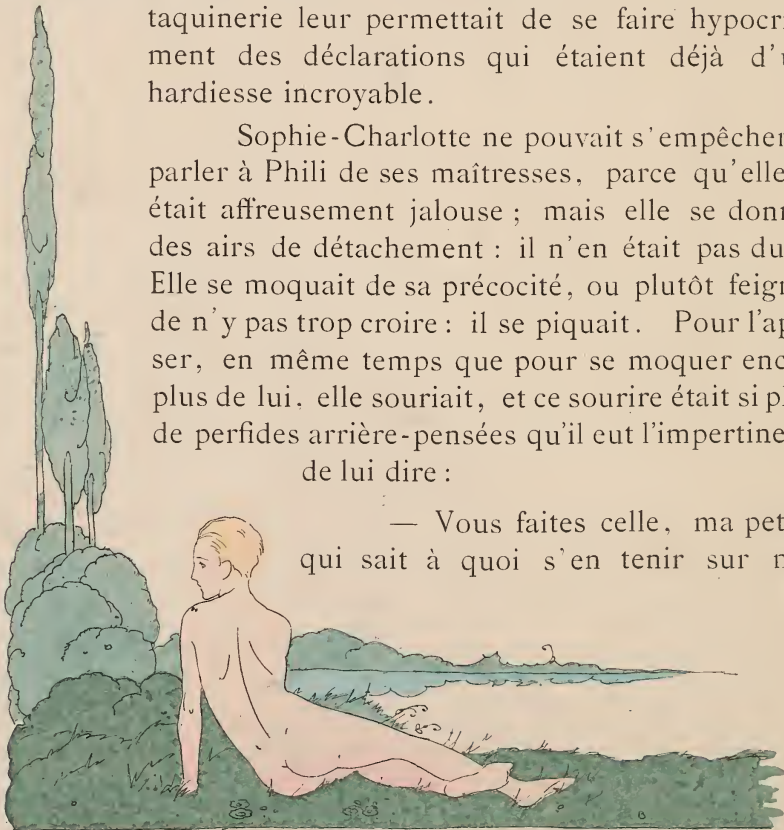 taquinerie leur permettait de se faire hypocri
ment des déclarations qui étaient déjà d'u
hardiesse incroyable.
Sophie-Charlotte ne pouvait s'empêcher
parler à Phili de ses maîtresses, parce qu'elle
était affreusement jalouse ; mais elle se donn
des airs de détachement : il n'en était pas du
Elle se moquait de sa précocité, ou plutôt feign
de n'y pas trop croire : il se piquait. Pour l'ap
ser, en même temps que pour se moquer enc
plus de lui, elle souriait, et ce sourire était si pl
de perfides arrière-pensées qu'il eut l'impertine
de lui dire :
— Vous faites celle, ma pet
qui sait à quoi s'en tenir sur m